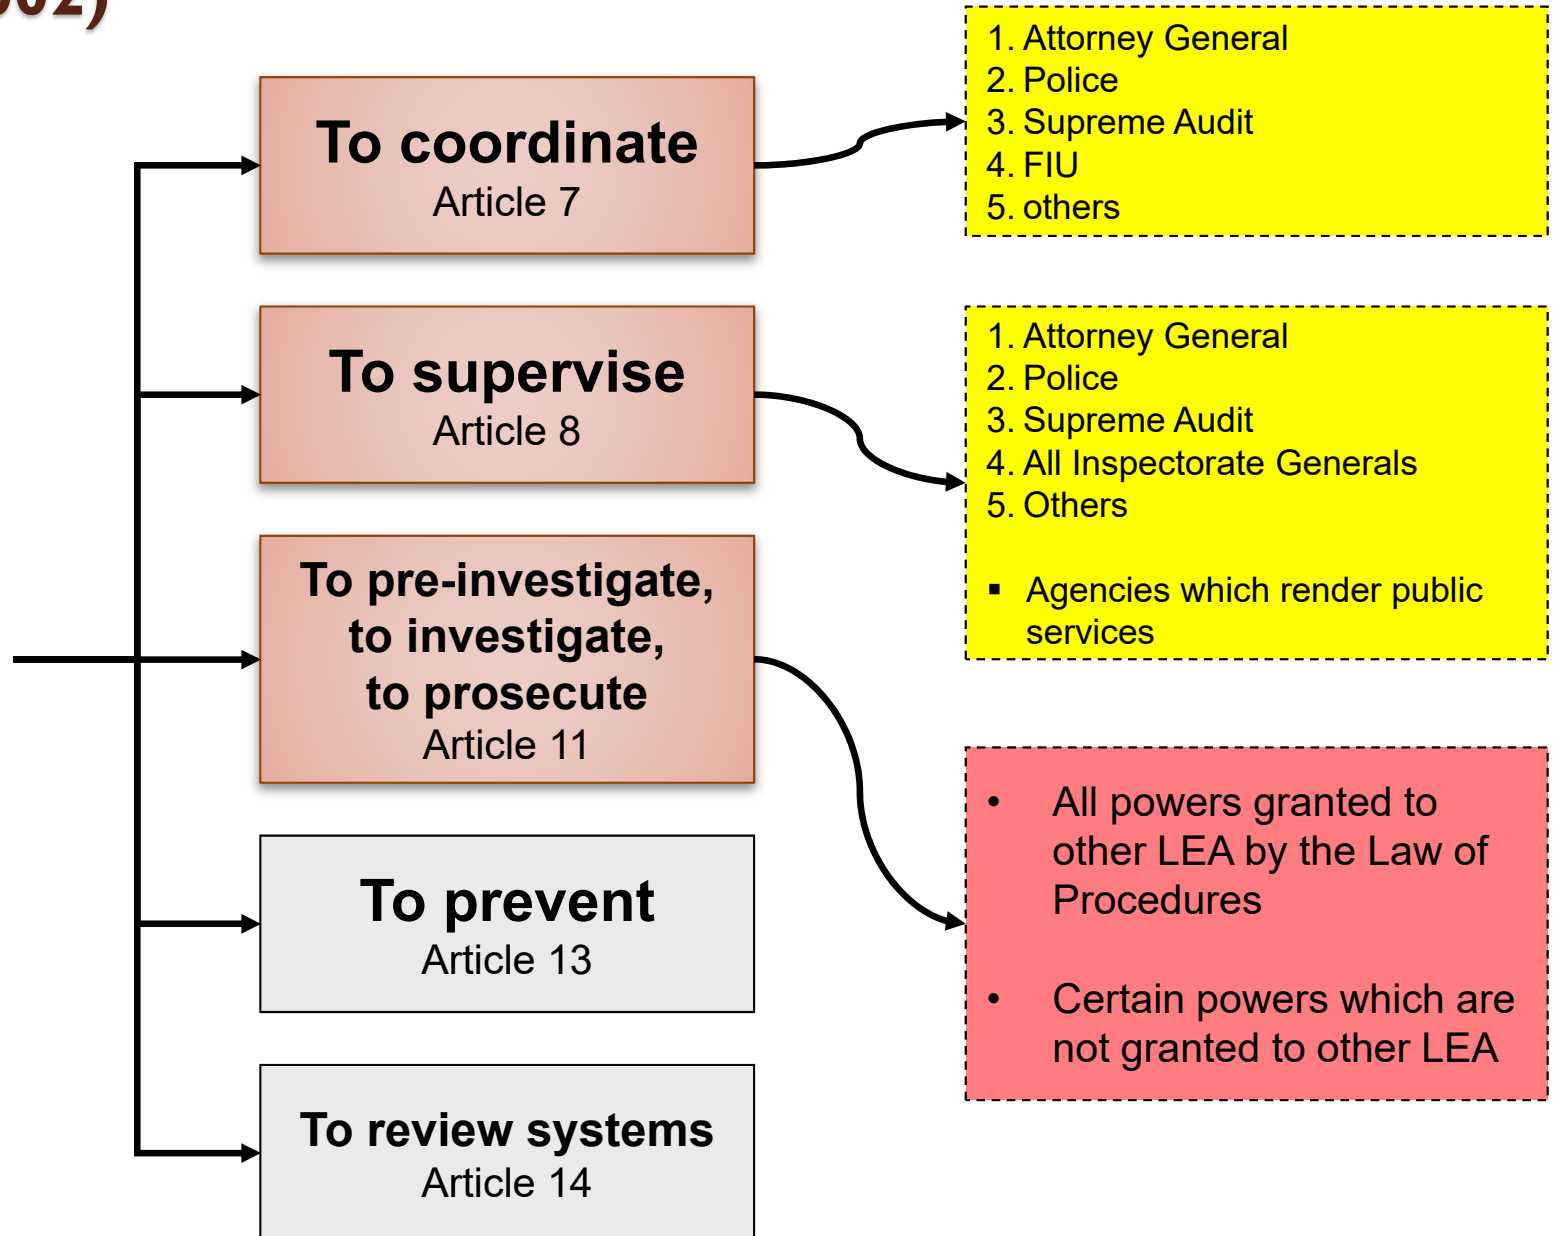 To coordinate
Article 7
1. Attorney General
2. Police
3. Supreme Audit
4. FIU
5. others
To supervise
Article 8
1. Attorney General
2. Police
3. Supreme Audit
4. All Inspectorate Generals
5. Others
▪ Agencies which render public
services
To pre-investigate,
to investigate,
to prosecute
Article 11
• All powers granted to
other LEA by the Law of
Procedures
• Certain powers which are
not granted to other LEA
To prevent
Article 13
To review systems
Article 14